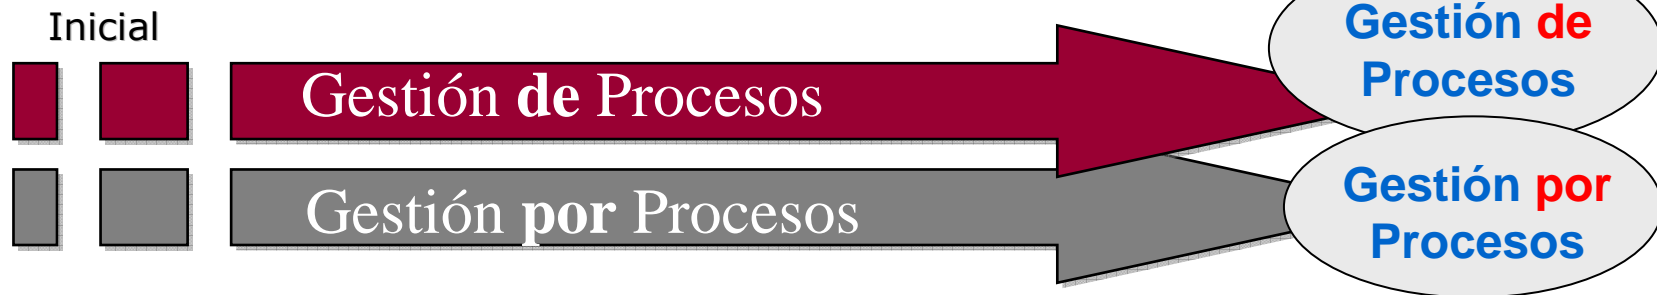 Inicial
Gestión de Procesos
Gestión de
Procesos
Gestión por Procesos
Gestión por
Procesos